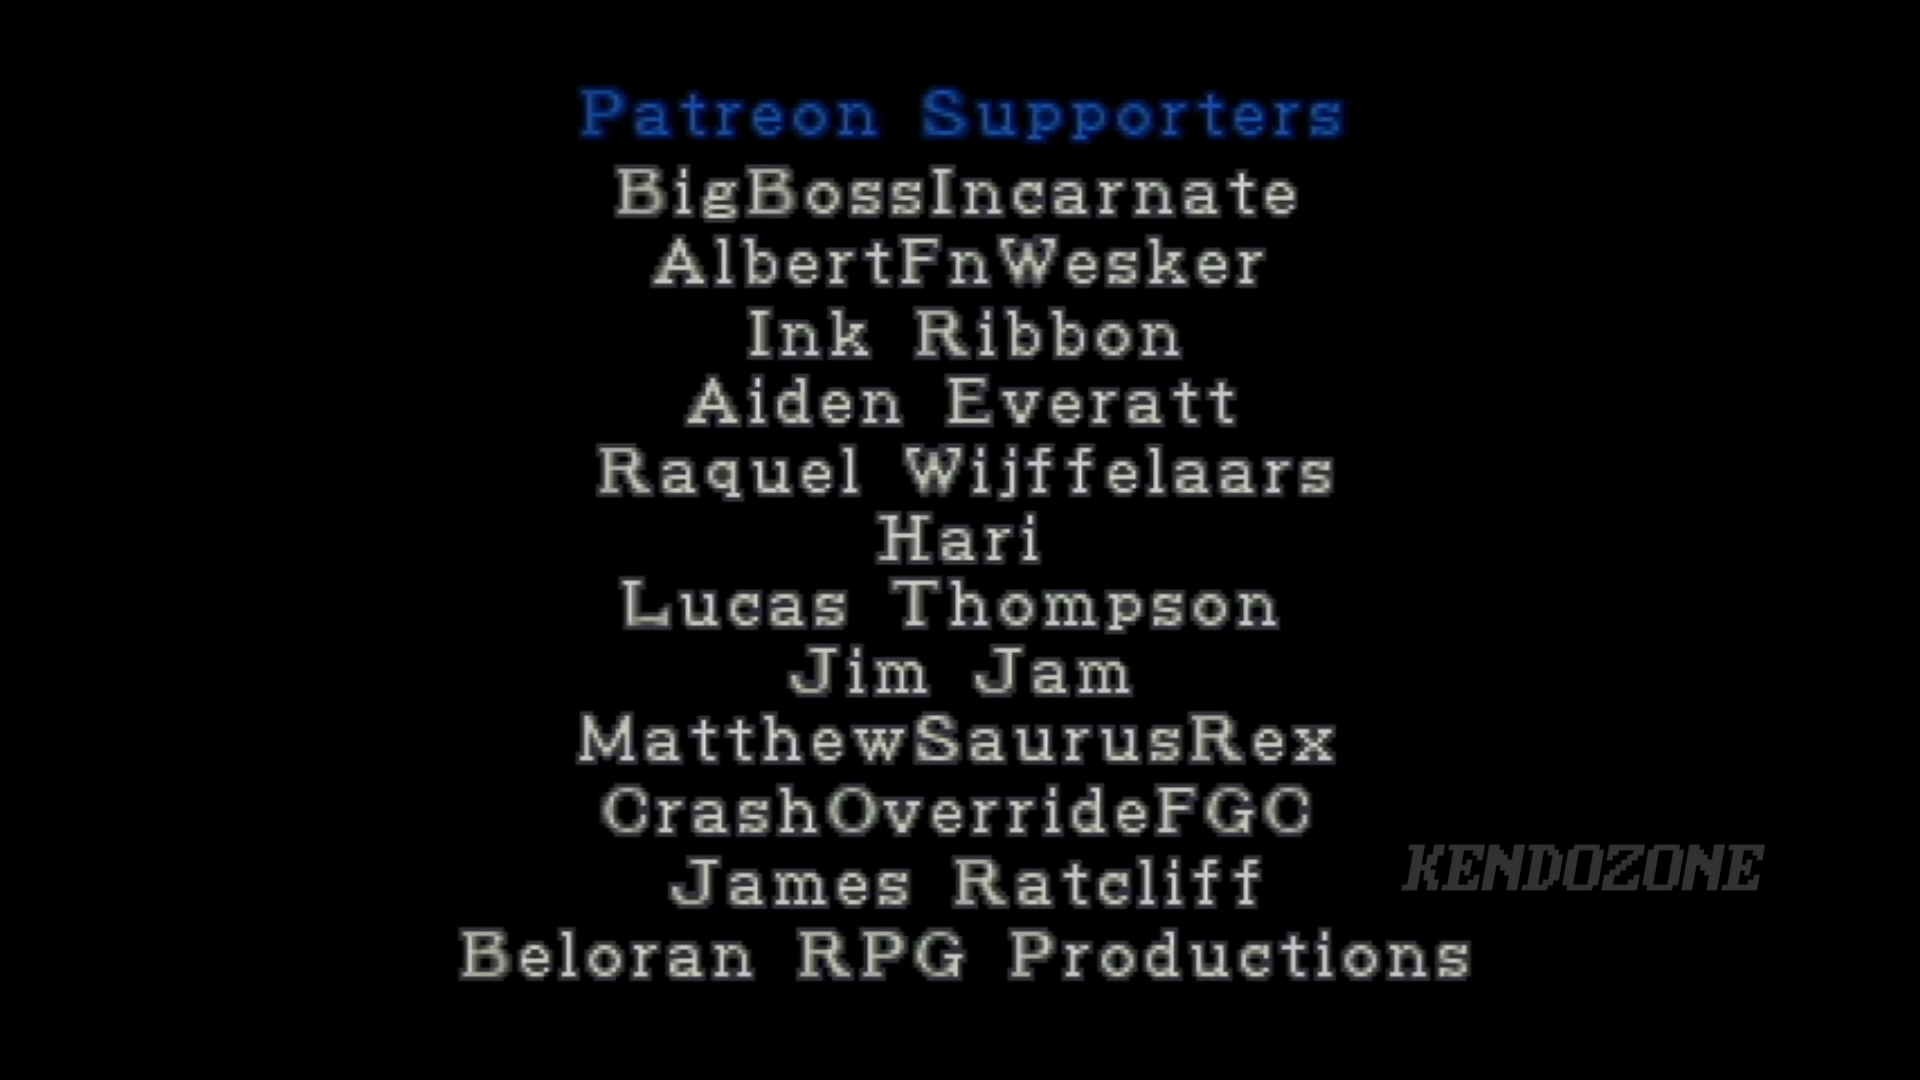 Patreon Supporters
BigBossIncarnate
AlbertFnWesker
Ink Ribbon
Aiden Everatt
Raquel Wijffelaars
Hari
Lucas Thompson
Jim Jam
MatthewSaurusRex
CrashOverrideFGC
James Ratcliff
KENDOZONE
Beloran RPG Productions